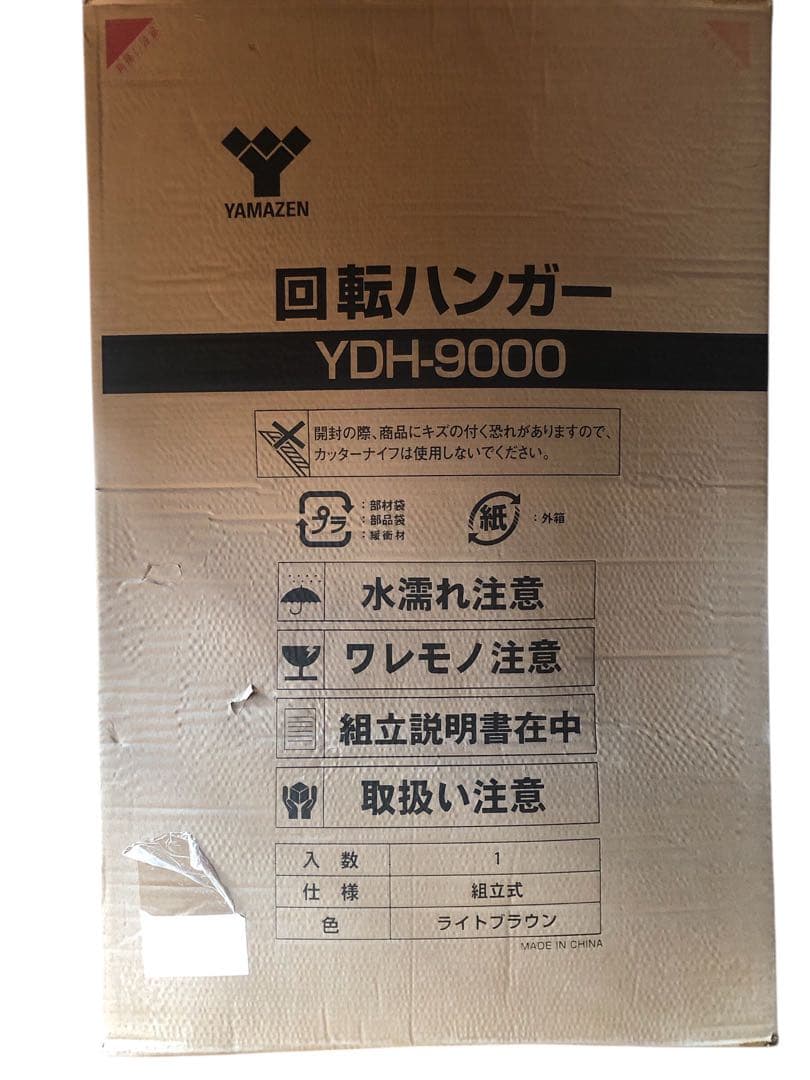 YAMAZEN
回転ハンガー
YDH-9000
開封の際、商品にキズの付く恐れがありますので、
カッターナイフは使用しないでください。
プラ
:部材袋
:部品袋
:緩衝材
紙
:外箱
水濡れ注意
ワレモノ注意
組立説明書在中
取扱い注意
入数 1
仕様 組立式
色 ライトブラウン
MADE IN CHINA